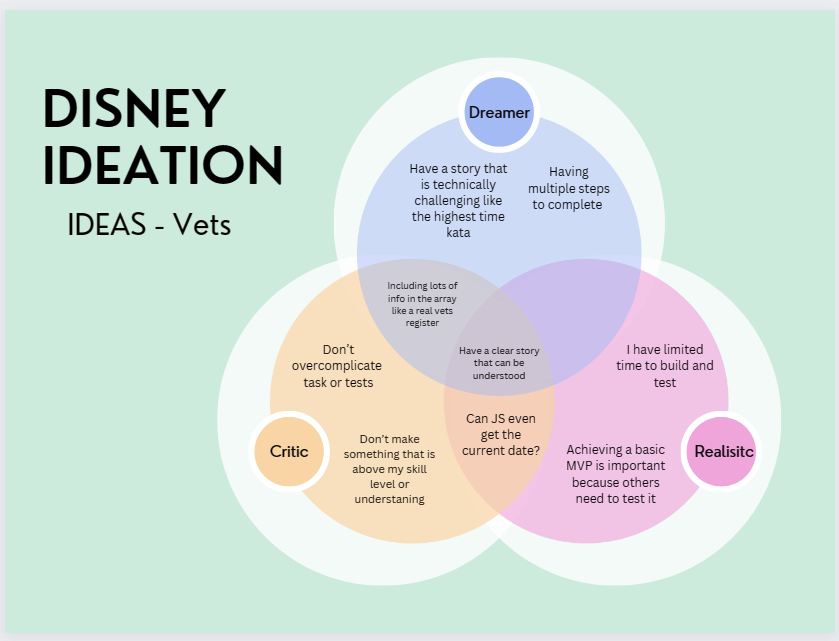 DISNEY
IDEATION
IDEAS - Vets
Dreamer
Have a story that
is technically
challenging like
the highest time
kata
Having
multiple steps
to complete
Including lots of
info in the array
like a real vets
register
Have a clear story
that can be
understood
Don't
overcomplicate
task or tests
I have limited
time to build and
test
Can JS even
get the
current date?
Critic
Don't make
something that is
above my skill
level or
understaning
Achieving a basic
MVP is important
because others
need to test it
Realisitc